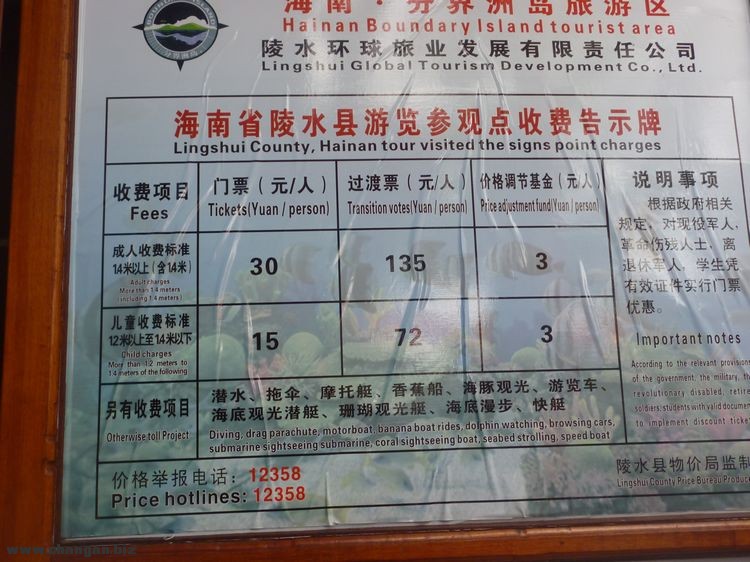 海南·分界洲岛旅游区
Hainan Boundary Island tourist area
陵水环球旅业发展有限责任公司
Lingshui Global Tourism Development Co., Ltd.
海南省陵水县游览参观点收费告示牌
Lingshui County, Hainan tour visited the signs point charges
收费项目
Fees
门票（元/人）
Tickets(Yuan / person)
过渡票（元/人）
Transition votes(Yuan / person)
价格调节基金（元/人）
Price adjustment fund(Yuan / person)
成人收费标准
1.4米以上（含1.4米）
Adult charges
More than 1.4 meters
(including 1.4 meters)
30
135
3
儿童收费标准
1.2米以上至1.4米以下
Child charges
More than 1.2 meters to
1.4 meters of the following
15
72
3
另有收费项目
Otherwise toll Project
潜水、拖伞、摩托艇、香蕉船、海豚观光、游览车、
海底观光潜艇、珊瑚观光艇、海底漫步、快艇
Diving, drag parachute, motorboat, banana boat rides, dolphin watching, browsing cars,
submarine sightseeing submarine, coral sightseeing boat, seabed strolling, speed boat
说明事项
根据政府相关
规定，对现役军人，
革命伤残人士，离
退休军人，学生凭
有效证件实行门票
优惠。
Important notes
According to the relevant provisions
of the government, the military, the
revolutionary disabled, retired
soldiers, students with valid documents
to implement discount tickets
价格举报电话：12358
Price hotlines: 12358
陵水县物价局监制
Lingshui County Price Bureau Produce
www.changan.biz